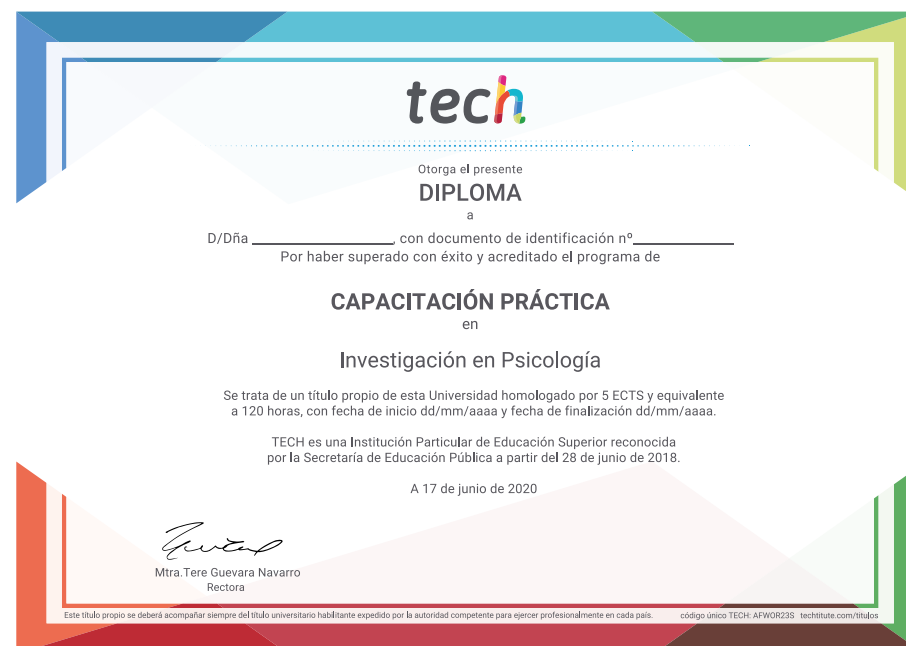 tech
Otorga el presente
DIPLOMA
a
D/Dña ____________________, con documento de identificación nº______________
Por haber superado con éxito y acreditado el programa de
CAPACITACIÓN PRÁCTICA
en
Investigación en Psicología
Se trata de un título propio de esta Universidad homologado por 5 ECTS y equivalente
a 120 horas, con fecha de inicio dd/mm/aaaa y fecha de finalización dd/mm/aaaa.
TECH es una Institución Particular de Educación Superior reconocida
por la Secretaría de Educación Pública a partir del 28 de junio de 2018.
A 17 de junio de 2020
Mtra.Tere Guevara Navarro
Rectora
Este título propio se deberá acompañar siempre del título universitario habilitante expedido por la autoridad competente para ejercer profesionalmente en cada país. código único TECH: AFWOR23S techtitute.com/titulos